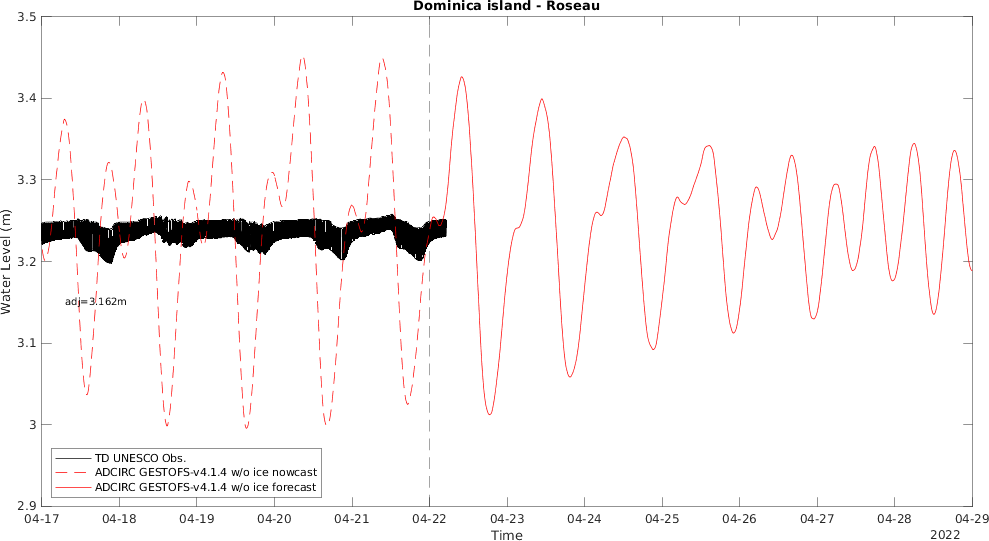 Dominica island - Roseau
3.5
3.4
3.3
3.2
3.1
3
2.9
Water Level (m)
adj=3.162m
TD UNESCO Obs.
ADCIRC GESTOFS-v4.1.4 w/o ice nowcast
ADCIRC GESTOFS-v4.1.4 w/o ice forecast
04-17 04-18 04-19 04-20 04-21 04-22 04-23 04-24 04-25 04-26 04-27 04-28 04-29
Time
2022